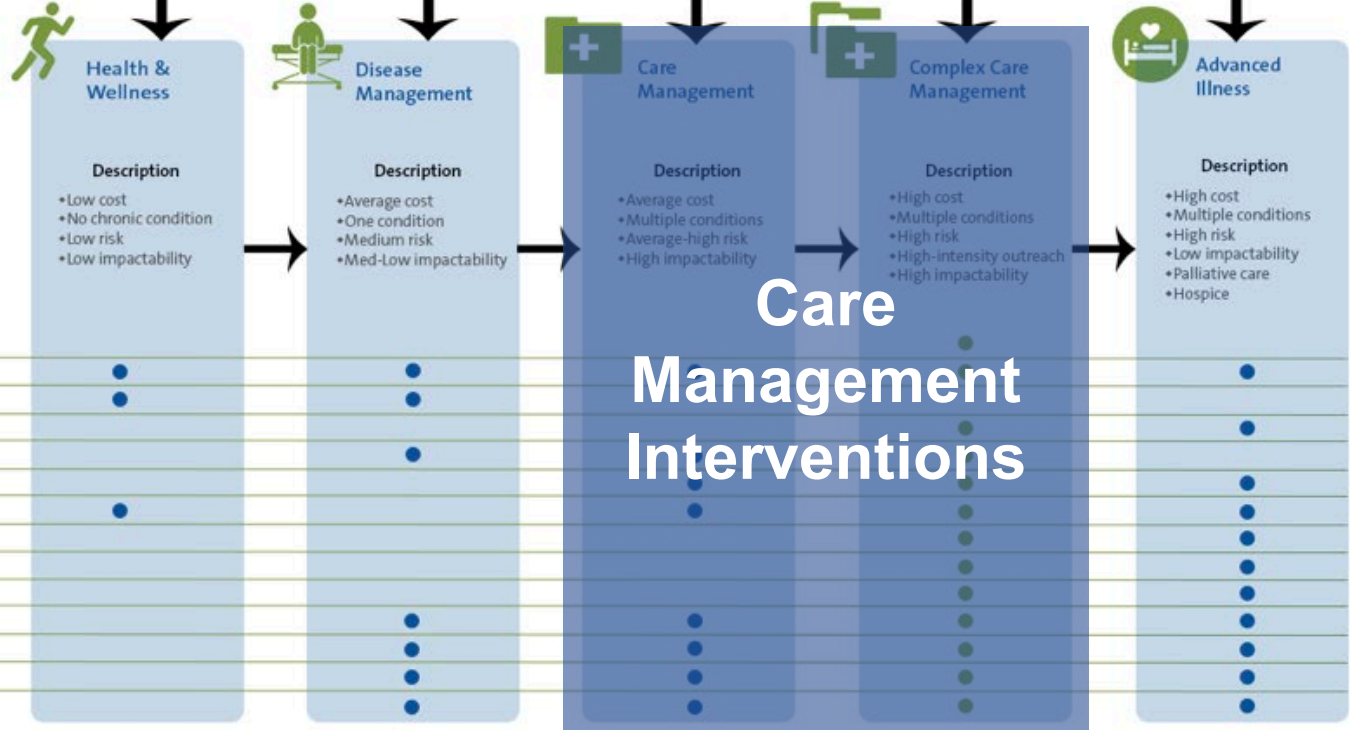 Health &
Wellness
Description
•Low cost
•No chronic condition
•Low risk
•Low impactability
Disease
Management
Description
•Average cost
•One condition
•Medium risk
•Med-Low impactability
Care
Management
Description
•Average cost
•Multiple conditions
•Average-high risk
•High impactability
Complex Care
Management
Description
•High cost
•Multiple conditions
•High risk
•High-intensity outreach
•High impactability
Advanced
Illness
Description
•High cost
•Multiple conditions
•High risk
•Low impactability
•Palliative care
•Hospice
Care
Management
Interventions